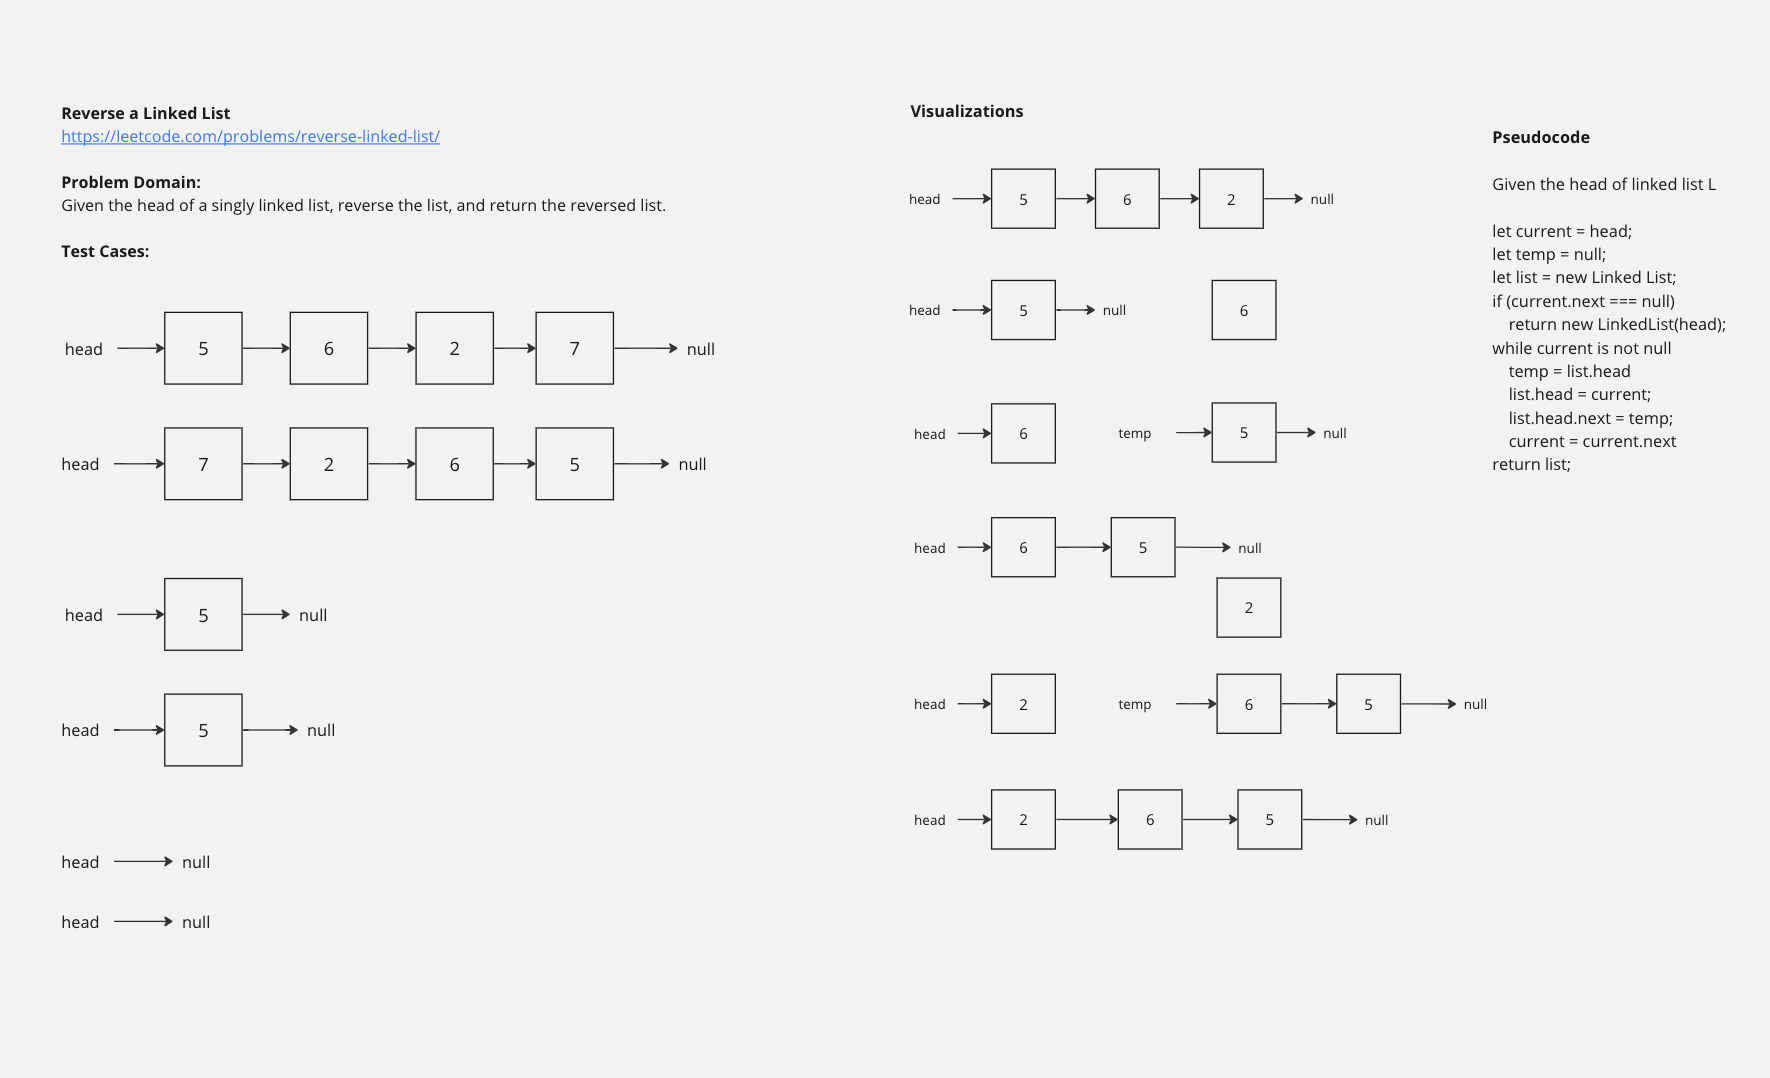 Reverse a Linked List
https://leetcode.com/problems/reverse-linked-list/
Problem Domain:
Given the head of a singly linked list, reverse the list, and return the reversed list.
Test Cases:
head 5 6 2 7 null
head 7 2 6 5 null
head 5 null
head 5 null
head null
head null
Visualizations
head 5 6 2 null
head 5 null 6
head 6 temp 5 null
head 6 5 null
2
head 2 temp 6 5 null
head 2 6 5 null
Pseudocode
Given the head of linked list L
let current = head;
let temp = null;
let list = new Linked List;
if (current.next === null)
return new LinkedList(head);
while current is not null
temp = list.head
list.head = current;
list.head.next = temp;
current = current.next
return list;